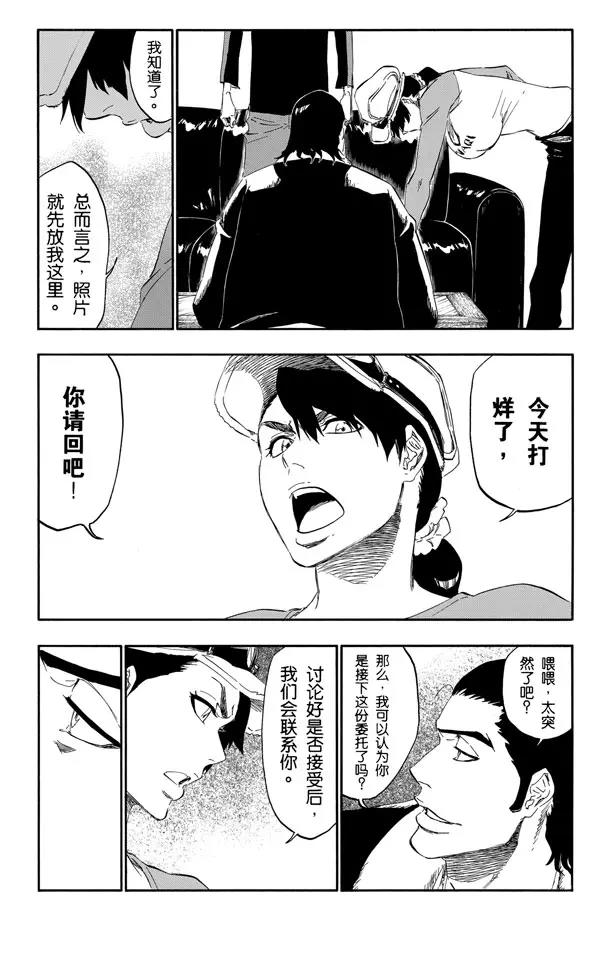 我知道了。
总而言之，照片
就先放我这里。
今天打
烊了，
你请回吧！
喂喂，太突
然了吧？
那么，我可以认为你
是接下这份委托了吗？
讨论好是否接受后，
我们会联系你。